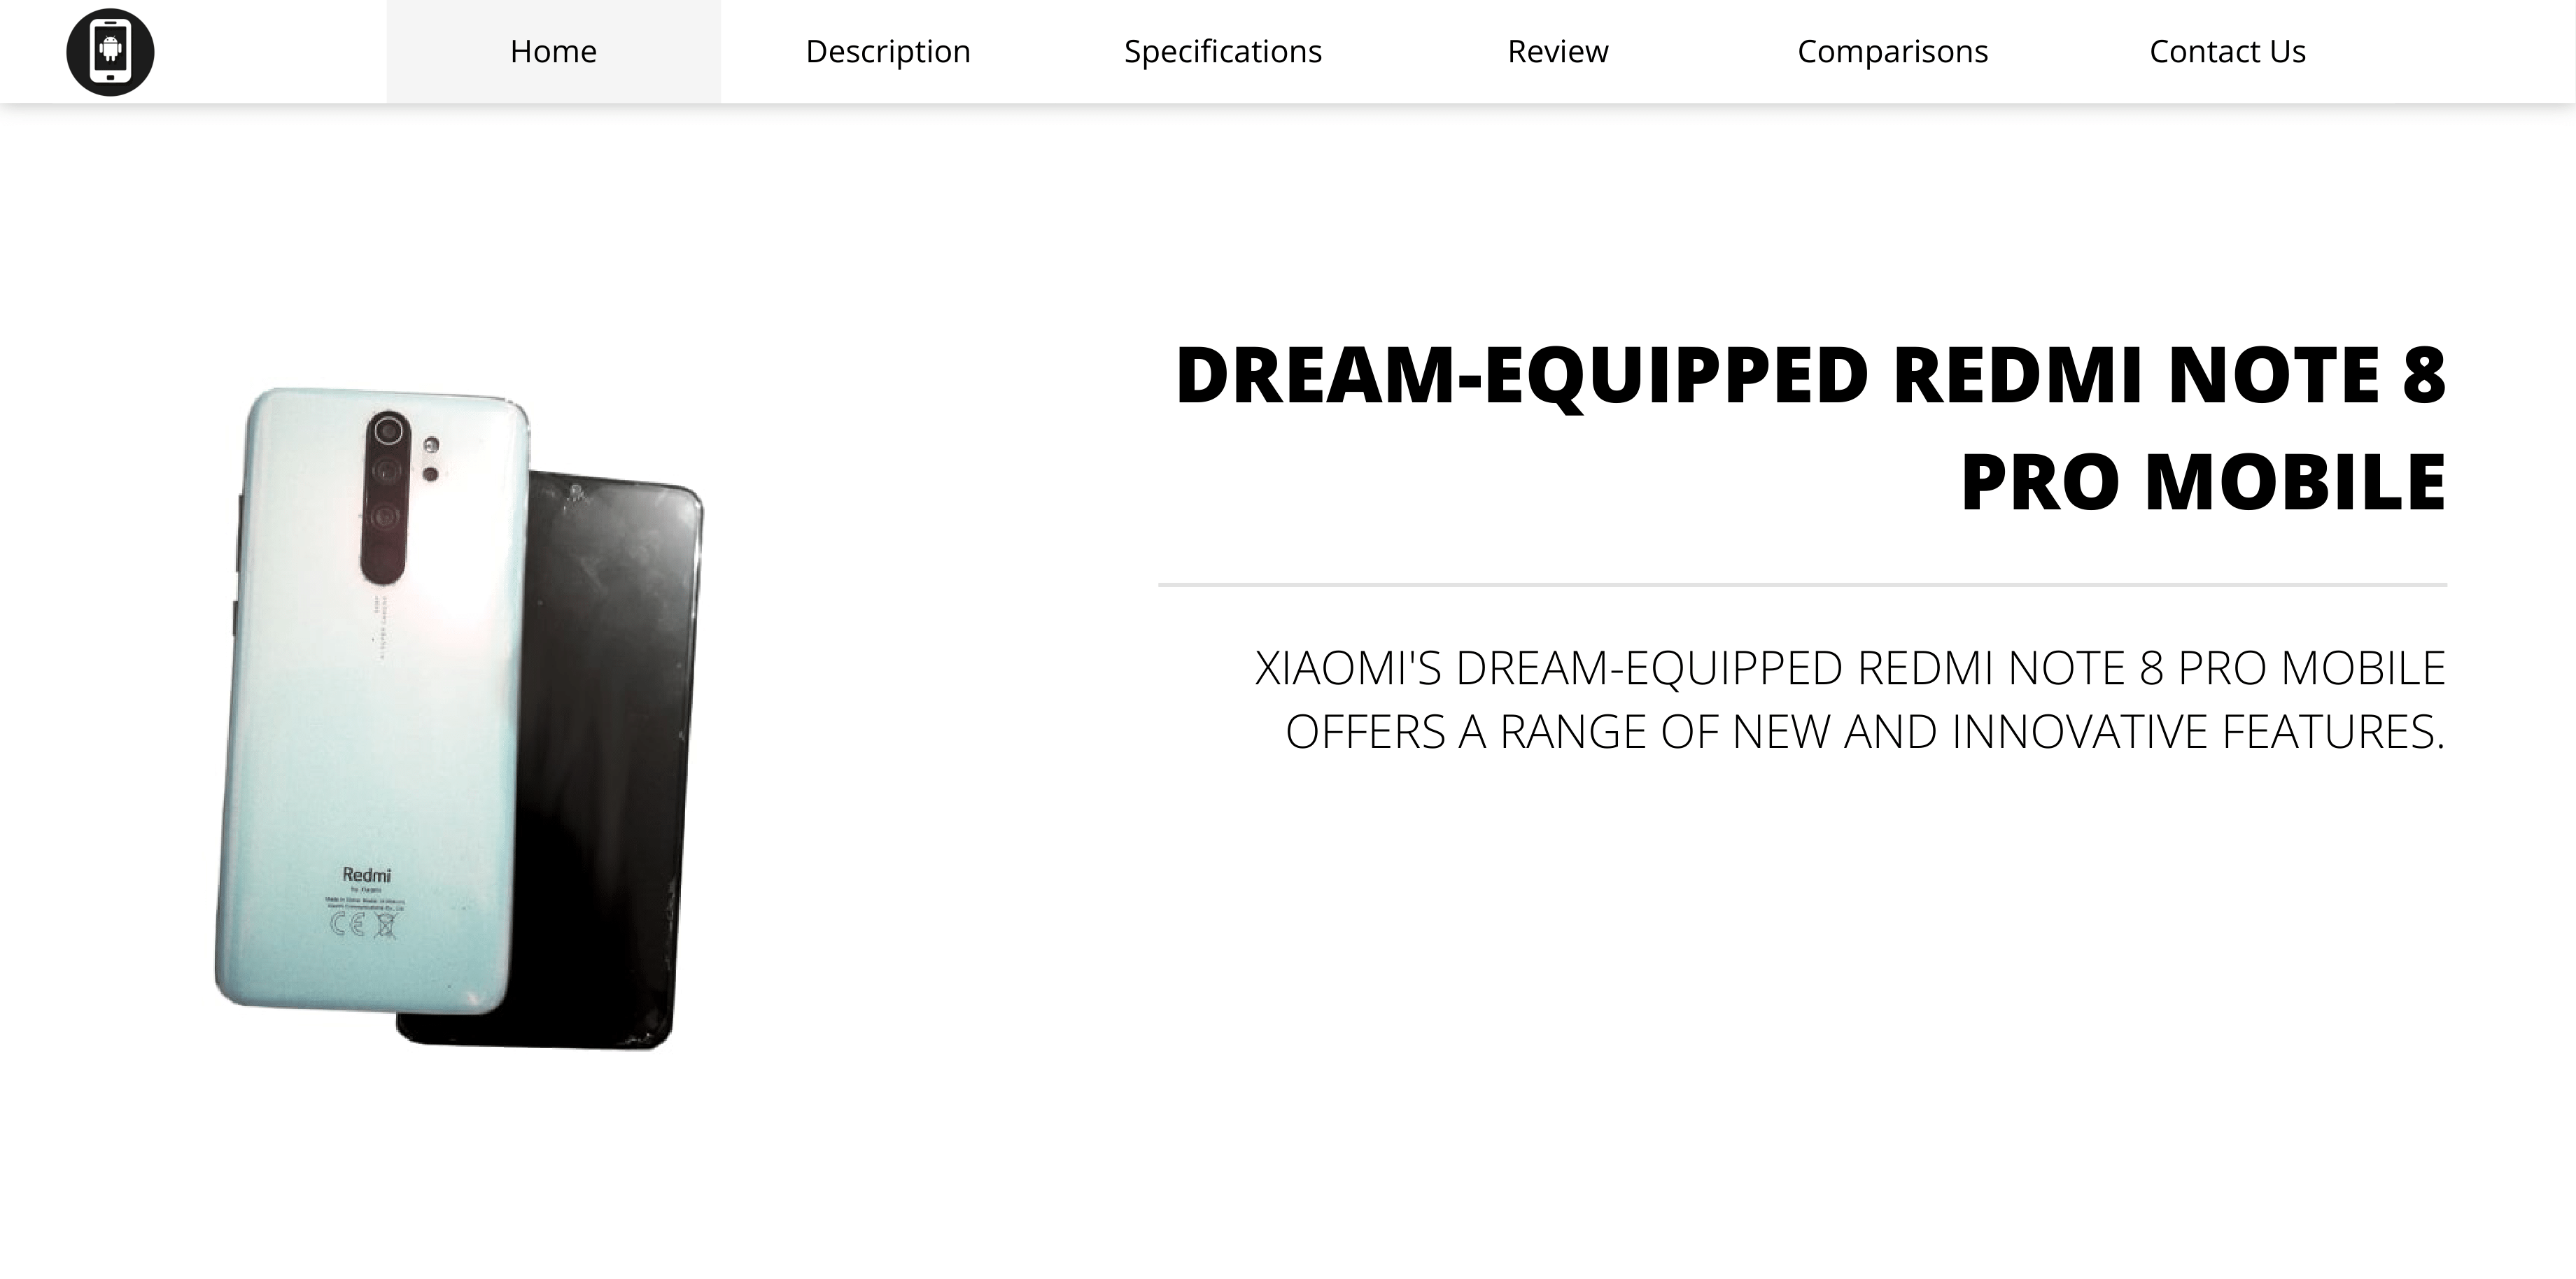 Home Description Specifications Review Comparisons Contact Us
DREAM-EQUIPPED REDMI NOTE 8
PRO MOBILE
XIAOMI'S DREAM-EQUIPPED REDMI NOTE 8 PRO MOBILE
OFFERS A RANGE OF NEW AND INNOVATIVE FEATURES.
Redmi
by Xiaomi
CE